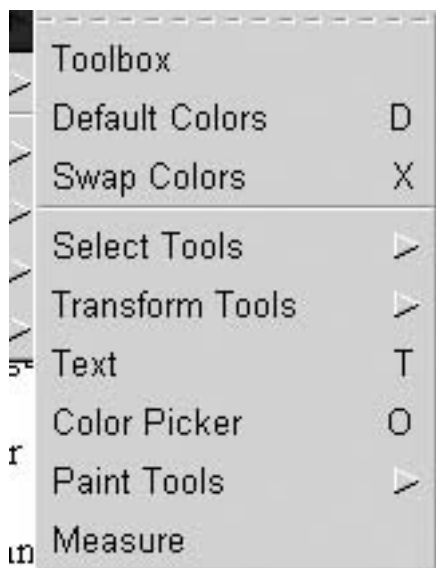 Toolbox
Default Colors D
Swap Colors X
Select Tools
Transform Tools
Text T
Color Picker O
Paint Tools
Measure